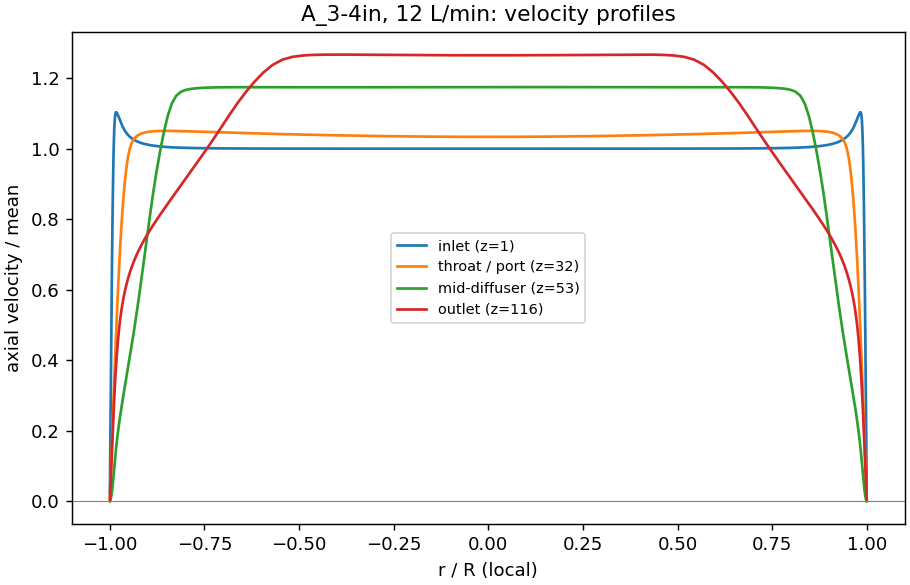 A_3-4in, 12 L/min: velocity profiles
axial velocity / mean
1.2
1.0
0.8
0.6
0.4
0.2
0.0
inlet (z=1)
throat / port (z=32)
mid-diffuser (z=53)
outlet (z=116)
−1.00 −0.75 −0.50 −0.25 0.00 0.25 0.50 0.75 1.00
r / R (local)